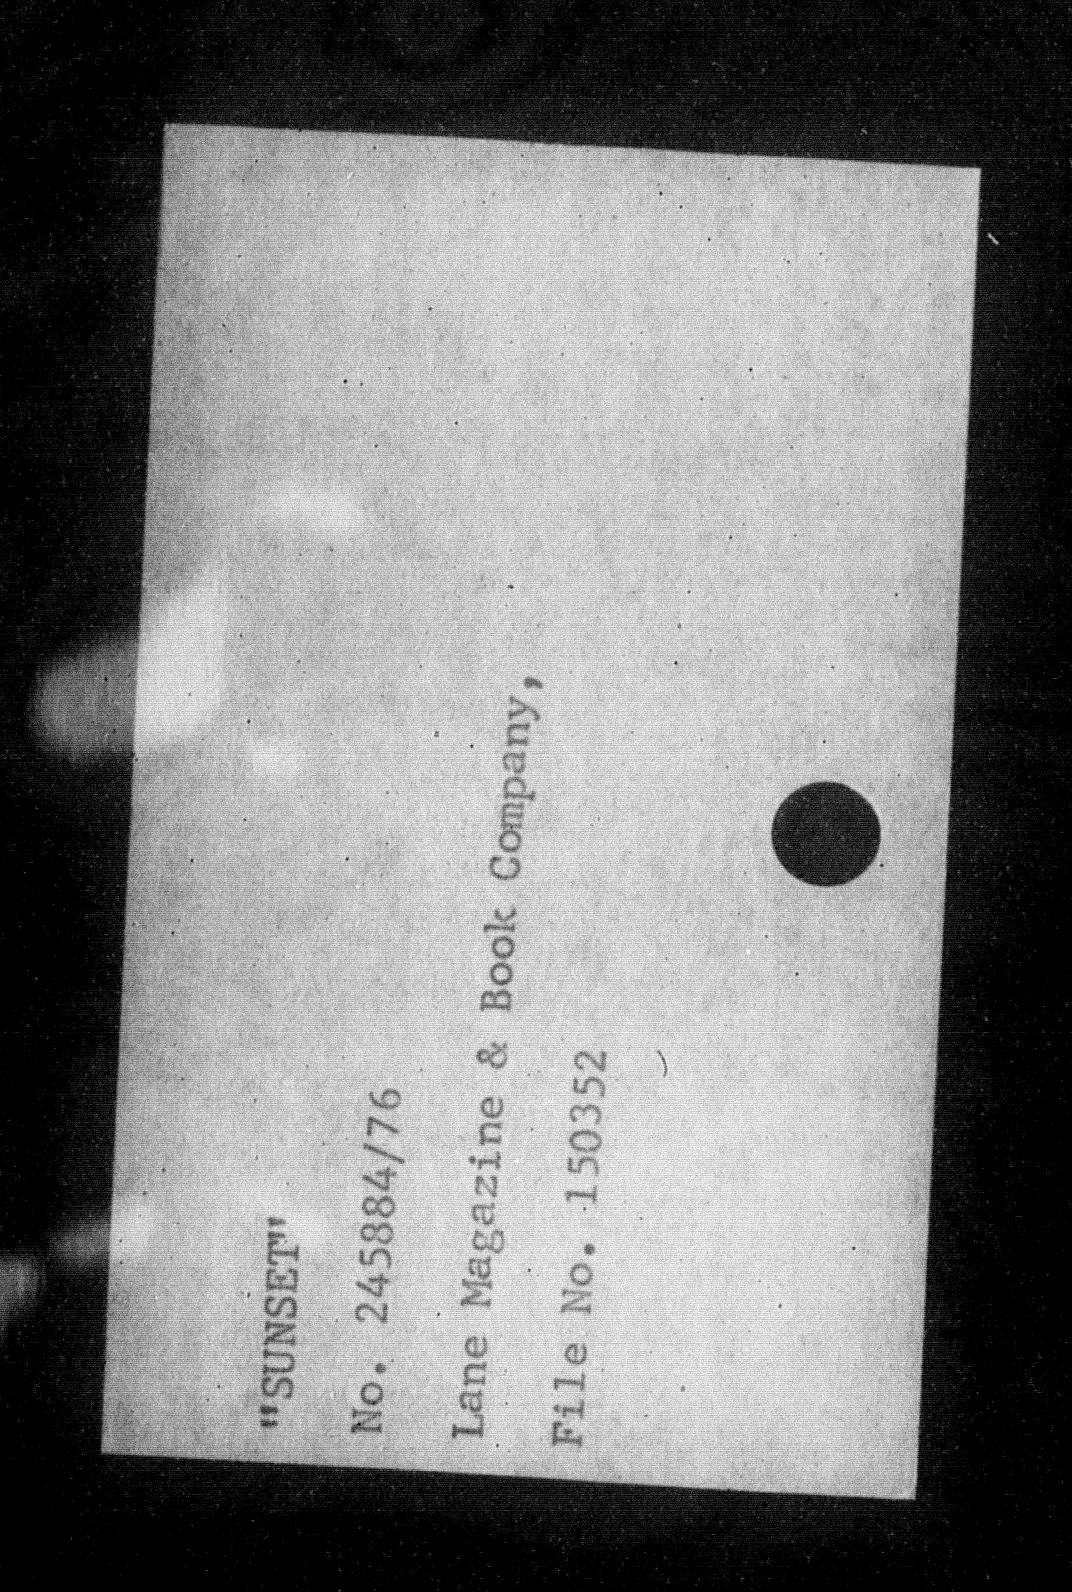 "SUNSET"
No. 245884/76
Lane Magazine & Book Company,
File No. 150352